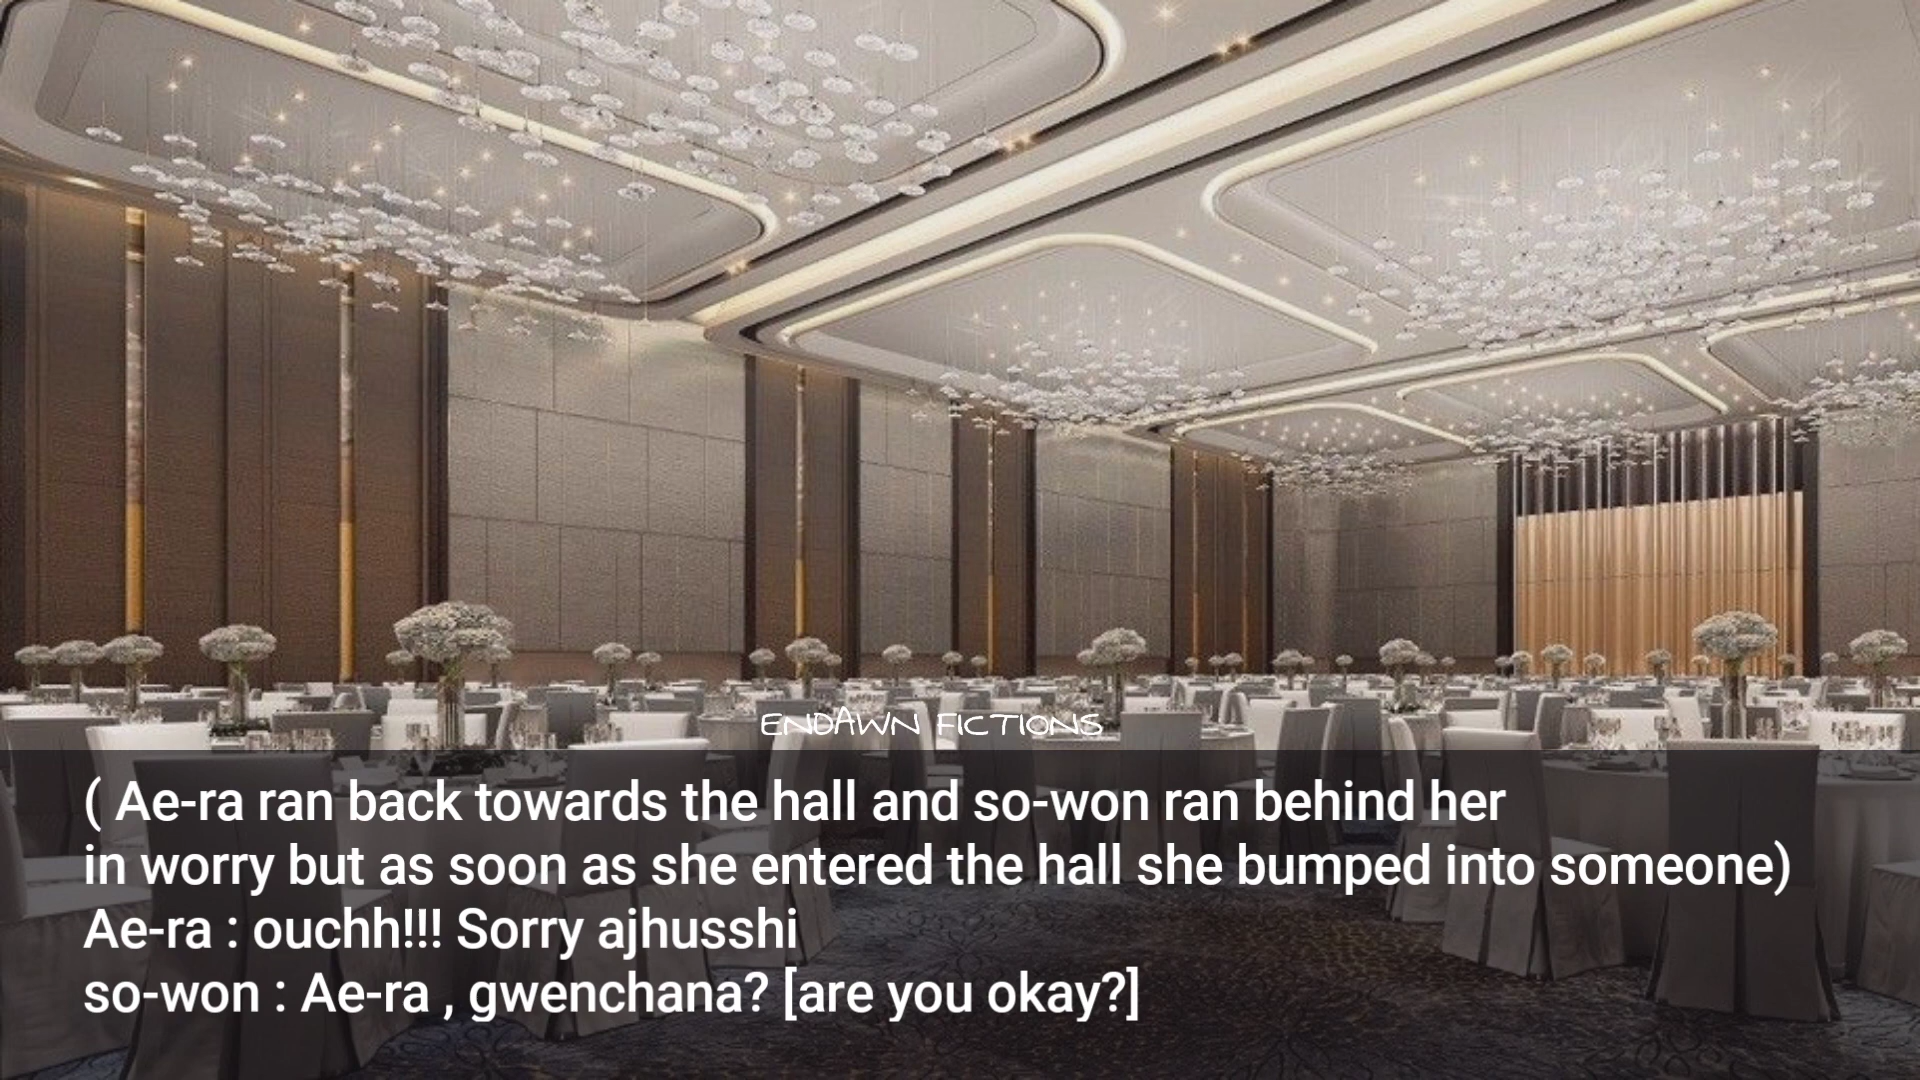 ENDAWN FICTIONS
( Ae-ra ran back towards the hall and so-won ran behind her
in worry but as soon as she entered the hall she bumped into someone)
Ae-ra : ouchh!!! Sorry ajhusshi
so-won : Ae-ra , gwenchana? [are you okay?]